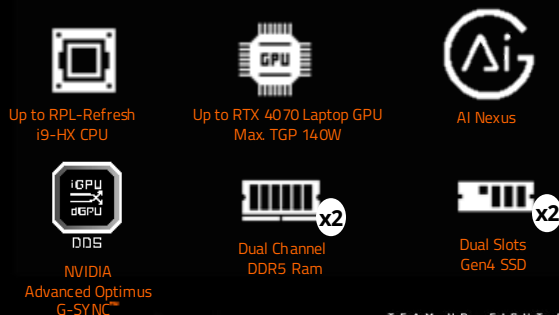 GPU
Ai
Up to RPL-Refresh
i9-HX CPU
Up to RTX 4070 Laptop GPU
Max. TGP 140W
AI Nexus
iGPU
dGPU
DDS
x2
x2
NVIDIA
Advanced Optimus
G-SYNC™
Dual Channel
DDR5 Ram
Dual Slots
Gen4 SSD